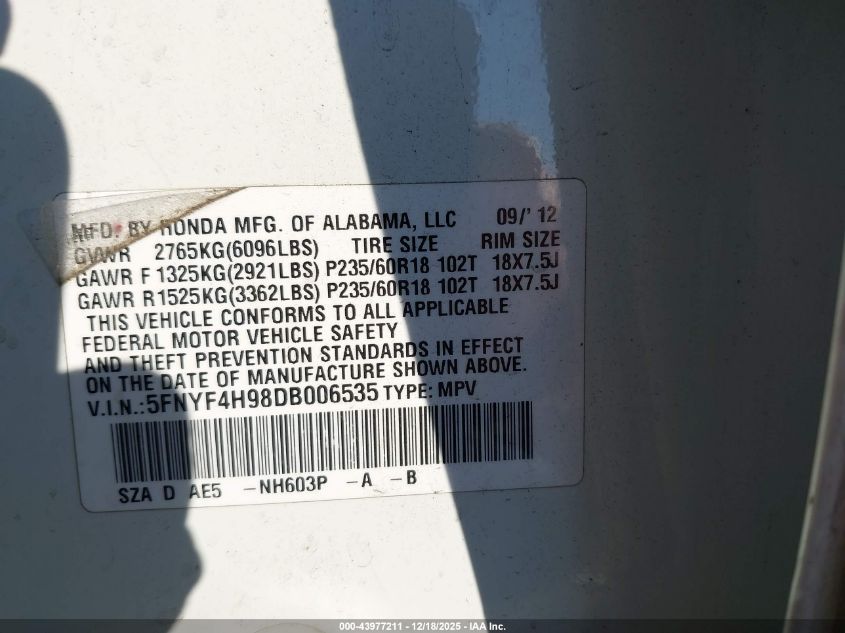 MFD. BY HONDA MFG. OF ALABAMA, LLC 09/' 12
GVWR 2765KG(6096LBS) TIRE SIZE RIM SIZE
GAWR F 1325KG(2921LBS) P235/60R18 102T 18X7.5J
GAWR R1525KG(3362LBS) P235/60R18 102T 18X7.5J
THIS VEHICLE CONFORMS TO ALL APPLICABLE
FEDERAL MOTOR VEHICLE SAFETY
AND THEFT PREVENTION STANDARDS IN EFFECT
ON THE DATE OF MANUFACTURE SHOWN ABOVE.
V.I.N.:5FNYF4H98DB006535 TYPE: MPV
SZA D AE5 -NH603P -A -B
000-43977211 - 12/18/2025 - IAA Corp.